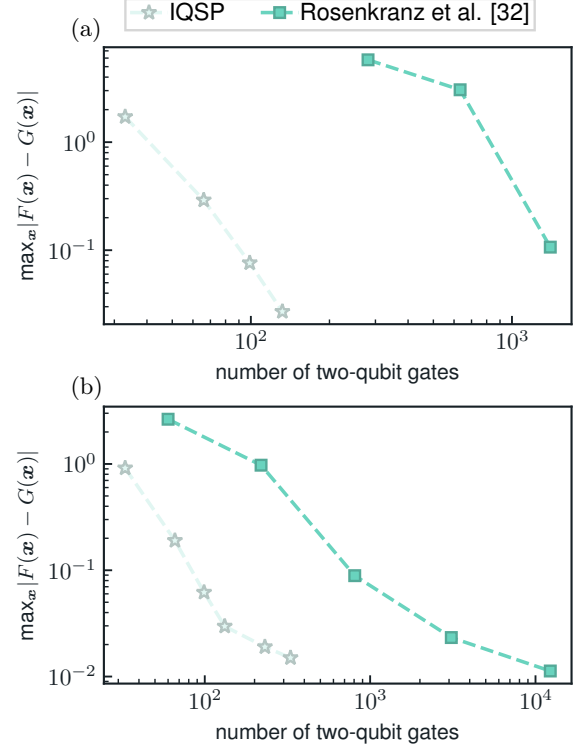 IQSP Rosenkranz et al. [32]
(a)
10^0
10^{-1}
max_x|F(x) − G(x)|
10^2 10^3
number of two-qubit gates
(b)
10^0
10^{-1}
10^{-2}
max_x|F(x) − G(x)|
10^2 10^3 10^4
number of two-qubit gates